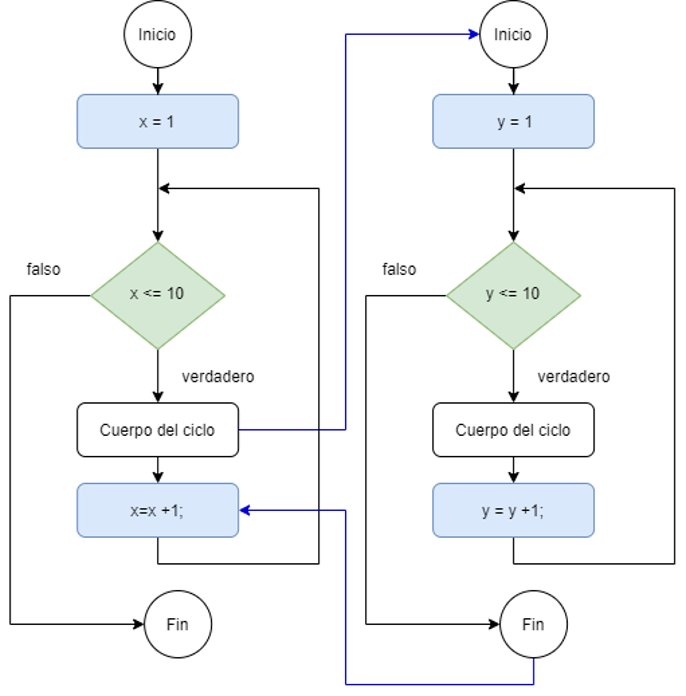 Inicio
x = 1
falso
x <= 10
verdadero
Cuerpo del ciclo
x=x +1;
Fin
Inicio
y = 1
falso
y <= 10
verdadero
Cuerpo del ciclo
y = y +1;
Fin